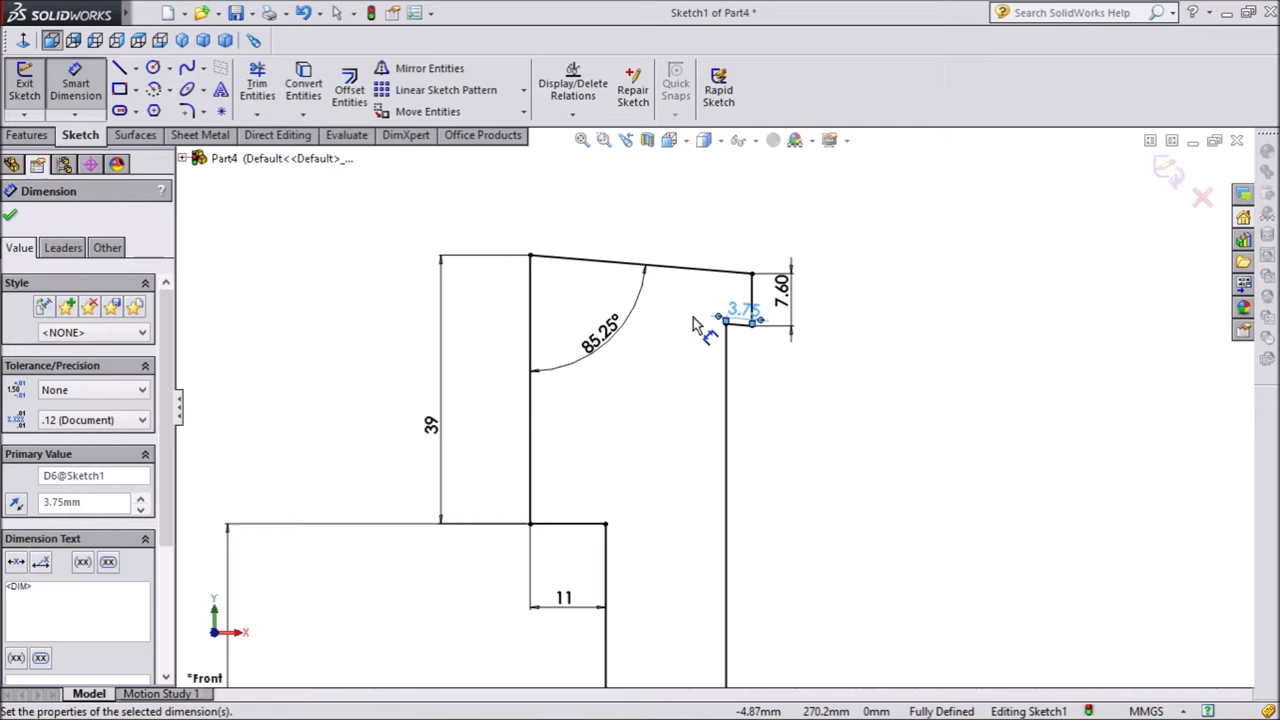 SOLIDWORKS
Sketch1 of Part4 *
Search SolidWorks Help
Exit Sketch
Smart Dimension
Trim Entities
Convert Entities
Offset Entities
Mirror Entities
Linear Sketch Pattern
Move Entities
Display/Delete Relations
Repair Sketch
Quick Snaps
Rapid Sketch
Features
Sketch
Surfaces
Sheet Metal
Direct Editing
Evaluate
DimXpert
Office Products
Part4 (Default<<Default>_...
Dimension
?
Value
Leaders
Other
Style
<NONE>
Tolerance/Precision
None
.12 (Document)
Primary Value
D6@Sketch1
3.75mm
Dimension Text
<DIM>
39
85.25°
3.75
7.60
11
Y
X
*Front
Model
Motion Study 1
Set the properties of the selected dimension(s).
-4.87mm
270.2mm
0mm
Fully Defined
Editing Sketch1
MMGS